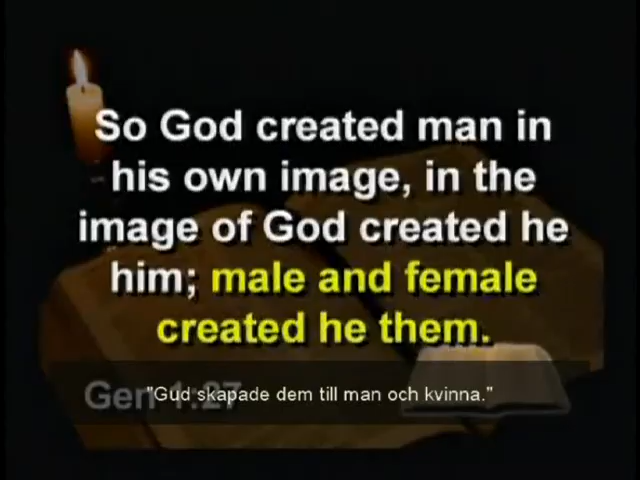 So God created man in
his own image, in the
image of God created he
him; male and female
created he them.
Gen 1:27
"Gud skapade dem till man och kvinna."